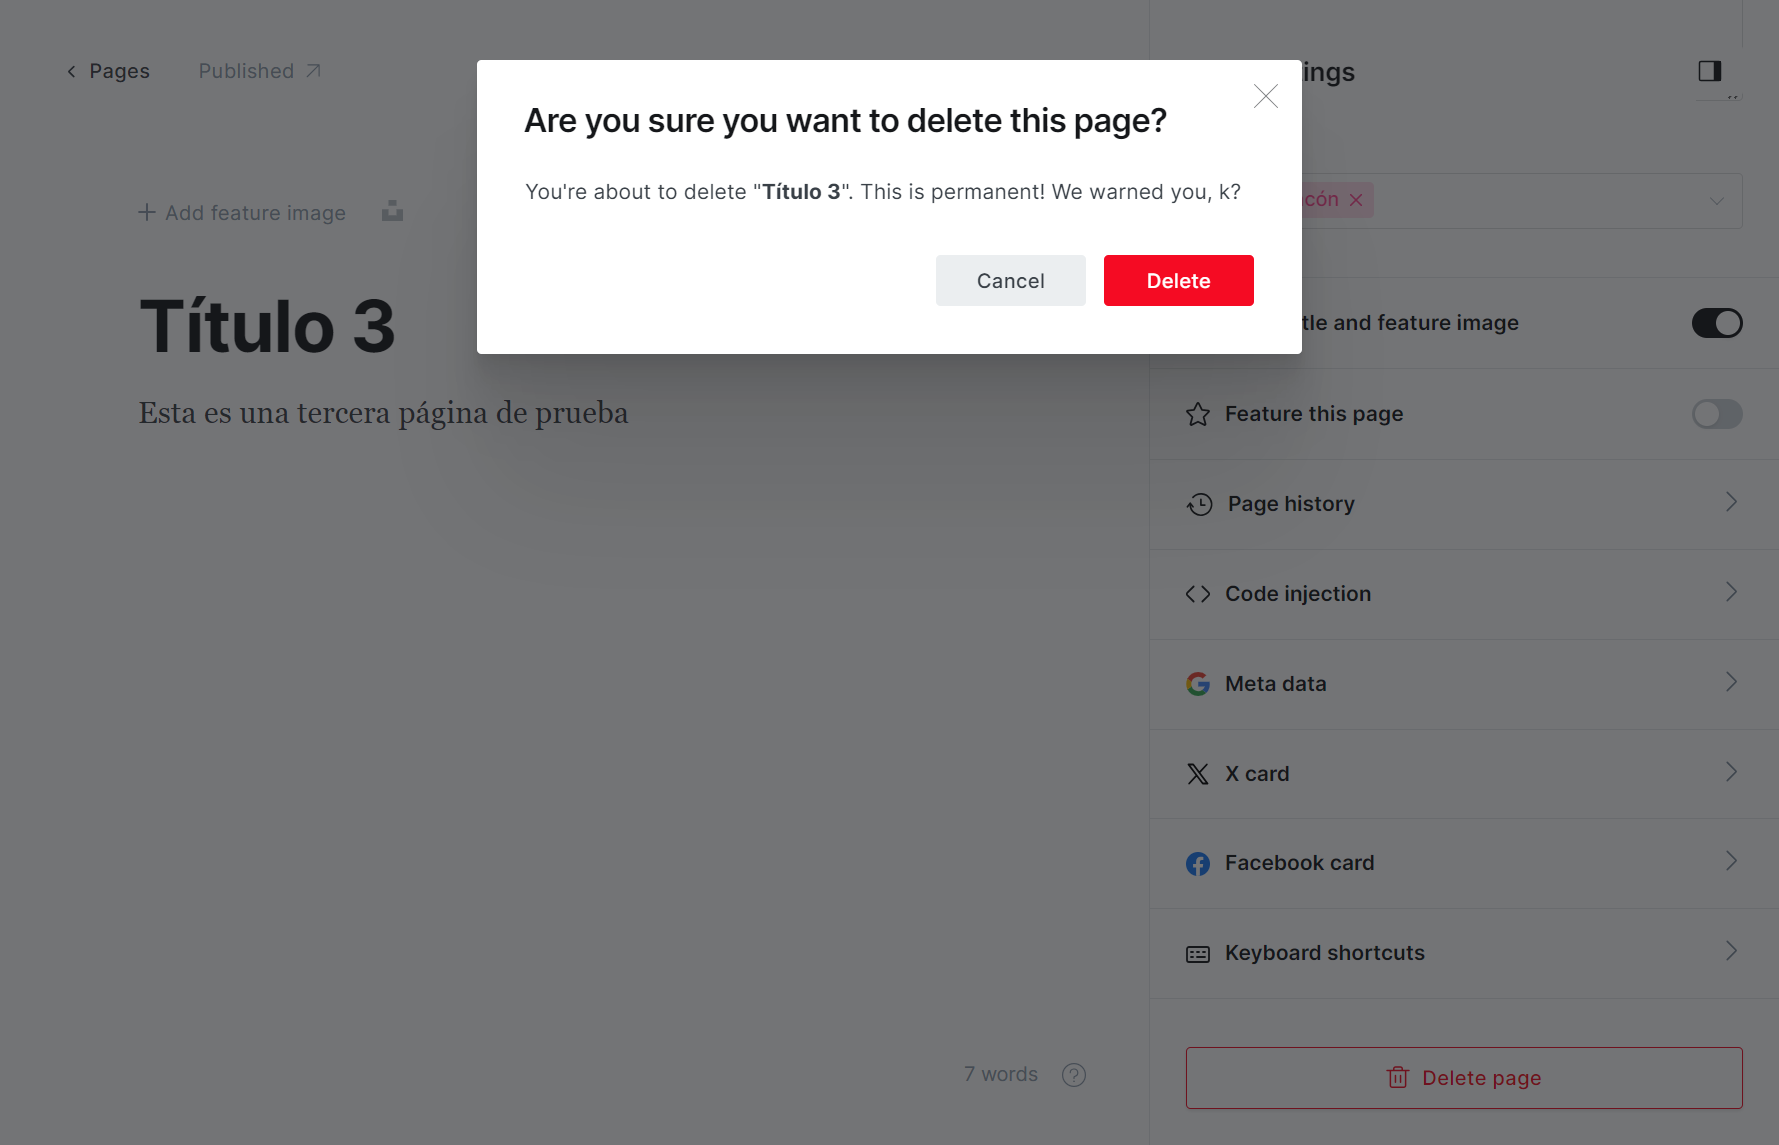 Pages
Published
Are you sure you want to delete this page?
You're about to delete "Título 3". This is permanent! We warned you, k?
Cancel
Delete
Add feature image
Título 3
Esta es una tercera página de prueba
7 words
?
ings
cón
tle and feature image
Feature this page
Page history
Code injection
Meta data
X card
Facebook card
Keyboard shortcuts
Delete page